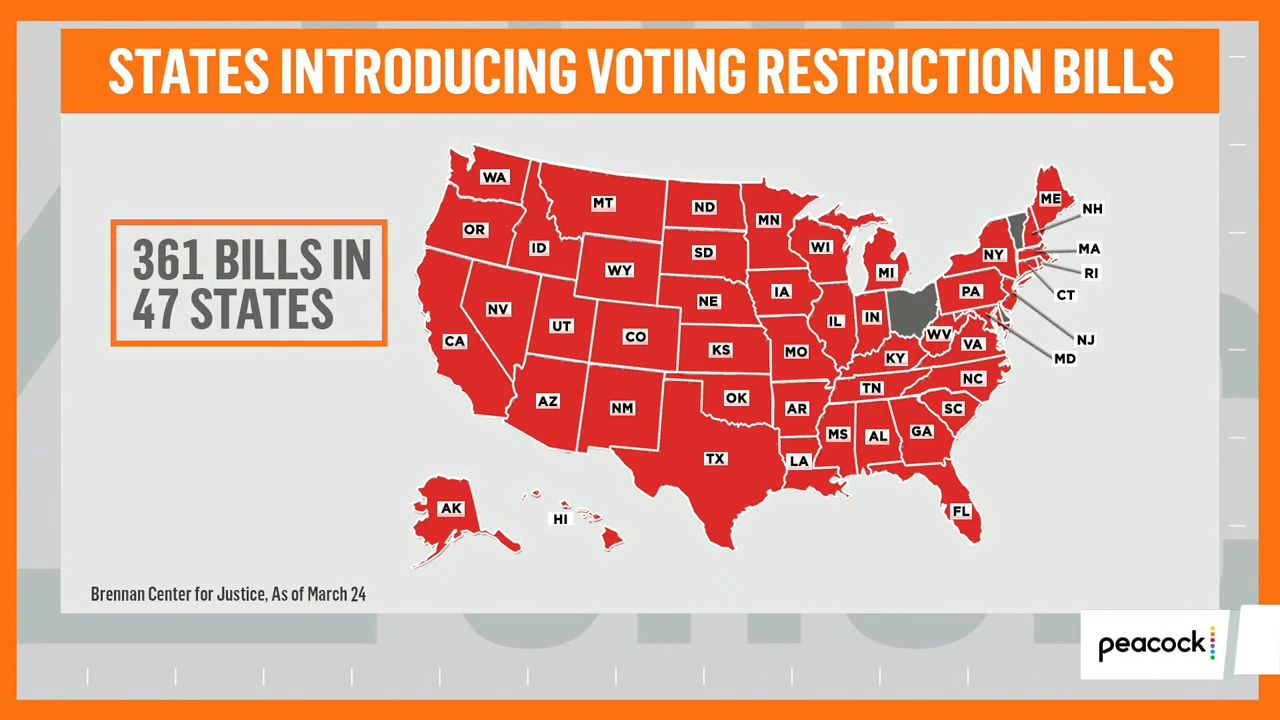 STATES INTRODUCING VOTING RESTRICTION BILLS
361 BILLS IN
47 STATES
WA
MT
ND
MN
ME
NH
OR
ID
SD
WI
NY
MA
WY
MI
RI
NE
IA
PA
CT
NV
UT
CO
IL
IN
WV
VA
NJ
CA
KS
MO
KY
MD
AZ
NM
OK
AR
TN
NC
SC
TX
LA
MS
AL
GA
AK
HI
FL
Brennan Center for Justice, As of March 24
peacock